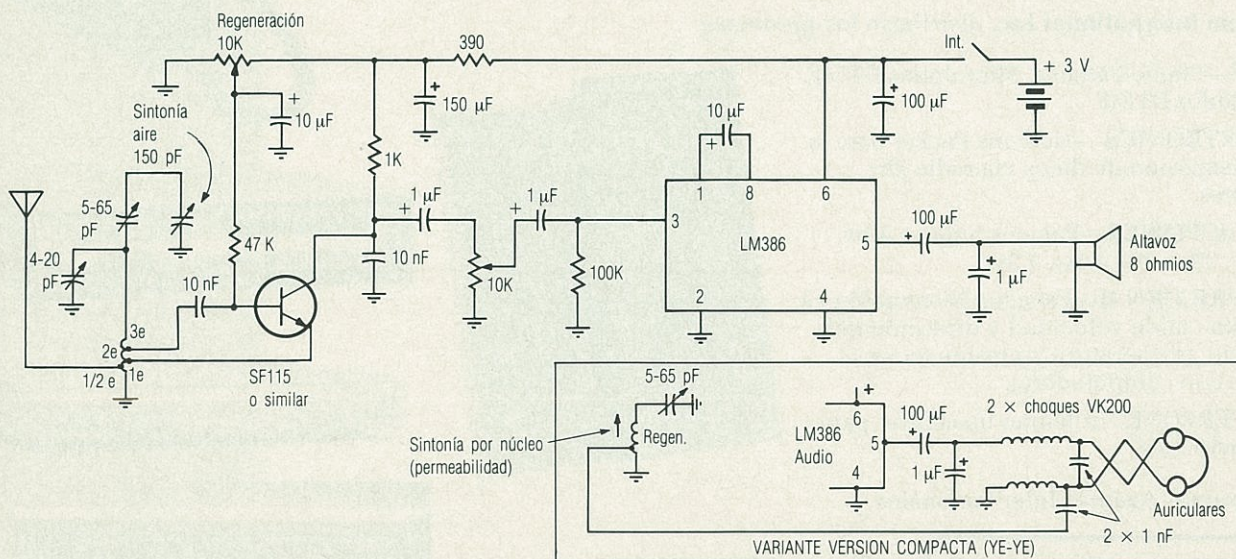 Regeneración
10K
390
Int.
+ 3 V
+
150 µF
+
10 µF
+
100 µF
Sintonía
aire
150 pF
1K
10 µF
+
5-65
pF
4-20
pF
47 K
10 nF
1 µF
+
10 nF
10K
1 µF
+
100K
1
8
6
3
LM386
5
2
4
100 µF
+
+
1 µF
Altavoz
8 ohmios
3e
2e
1e
1/2 e
SF115
o similar
5-65 pF
Regen.
Sintonía por núcleo
(permeabilidad)
+
6
LM386
5
Audio
4
100 µF
+
+
1 µF
2 × choques VK200
Auriculares
2 × 1 nF
VARIANTE VERSION COMPACTA (YE-YE)